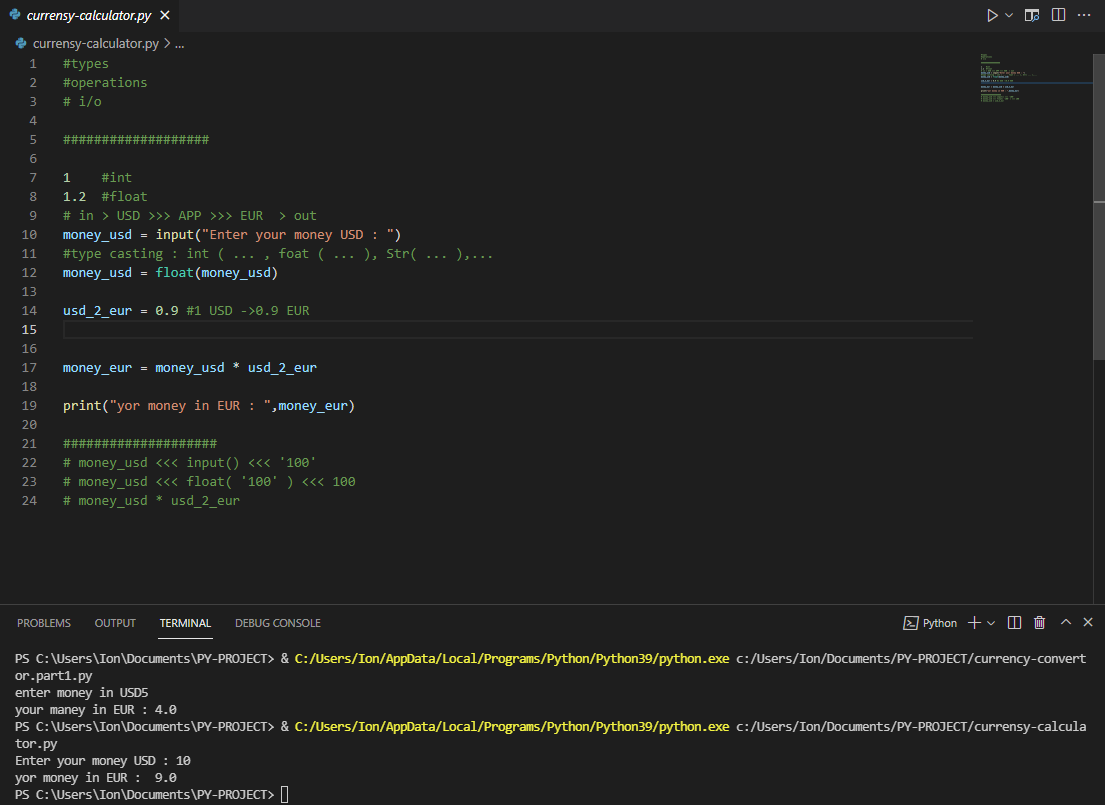 currensy-calculator.py
currensy-calculator.py > ...
1 #types
2 #operations
3 # i/o
4
5 ###################
6
7 1    #int
8 1.2  #float
9 # in > USD >>> APP >>> EUR  > out
10 money_usd = input("Enter your money USD : ")
11 #type casting : int ( ... , foat ( ... ), Str( ... ),...
12 money_usd = float(money_usd)
13
14 usd_2_eur = 0.9 #1 USD ->0.9 EUR
15
16
17 money_eur = money_usd * usd_2_eur
18
19 print("yor money in EUR : ",money_eur)
20
21 ####################
22 # money_usd <<< input() <<< '100'
23 # money_usd <<< float( '100' ) <<< 100
24 # money_usd * usd_2_eur
PROBLEMS OUTPUT TERMINAL DEBUG CONSOLE Python
PS C:\Users\Ion\Documents\PY-PROJECT> & C:/Users/Ion/AppData/Local/Programs/Python/Python39/python.exe c:/Users/Ion/Documents/PY-PROJECT/currency-convert
or.part1.py
enter money in USD5
your maney in EUR : 4.0
PS C:\Users\Ion\Documents\PY-PROJECT> & C:/Users/Ion/AppData/Local/Programs/Python/Python39/python.exe c:/Users/Ion/Documents/PY-PROJECT/currensy-calcula
tor.py
Enter your money USD : 10
yor money in EUR :  9.0
PS C:\Users\Ion\Documents\PY-PROJECT>